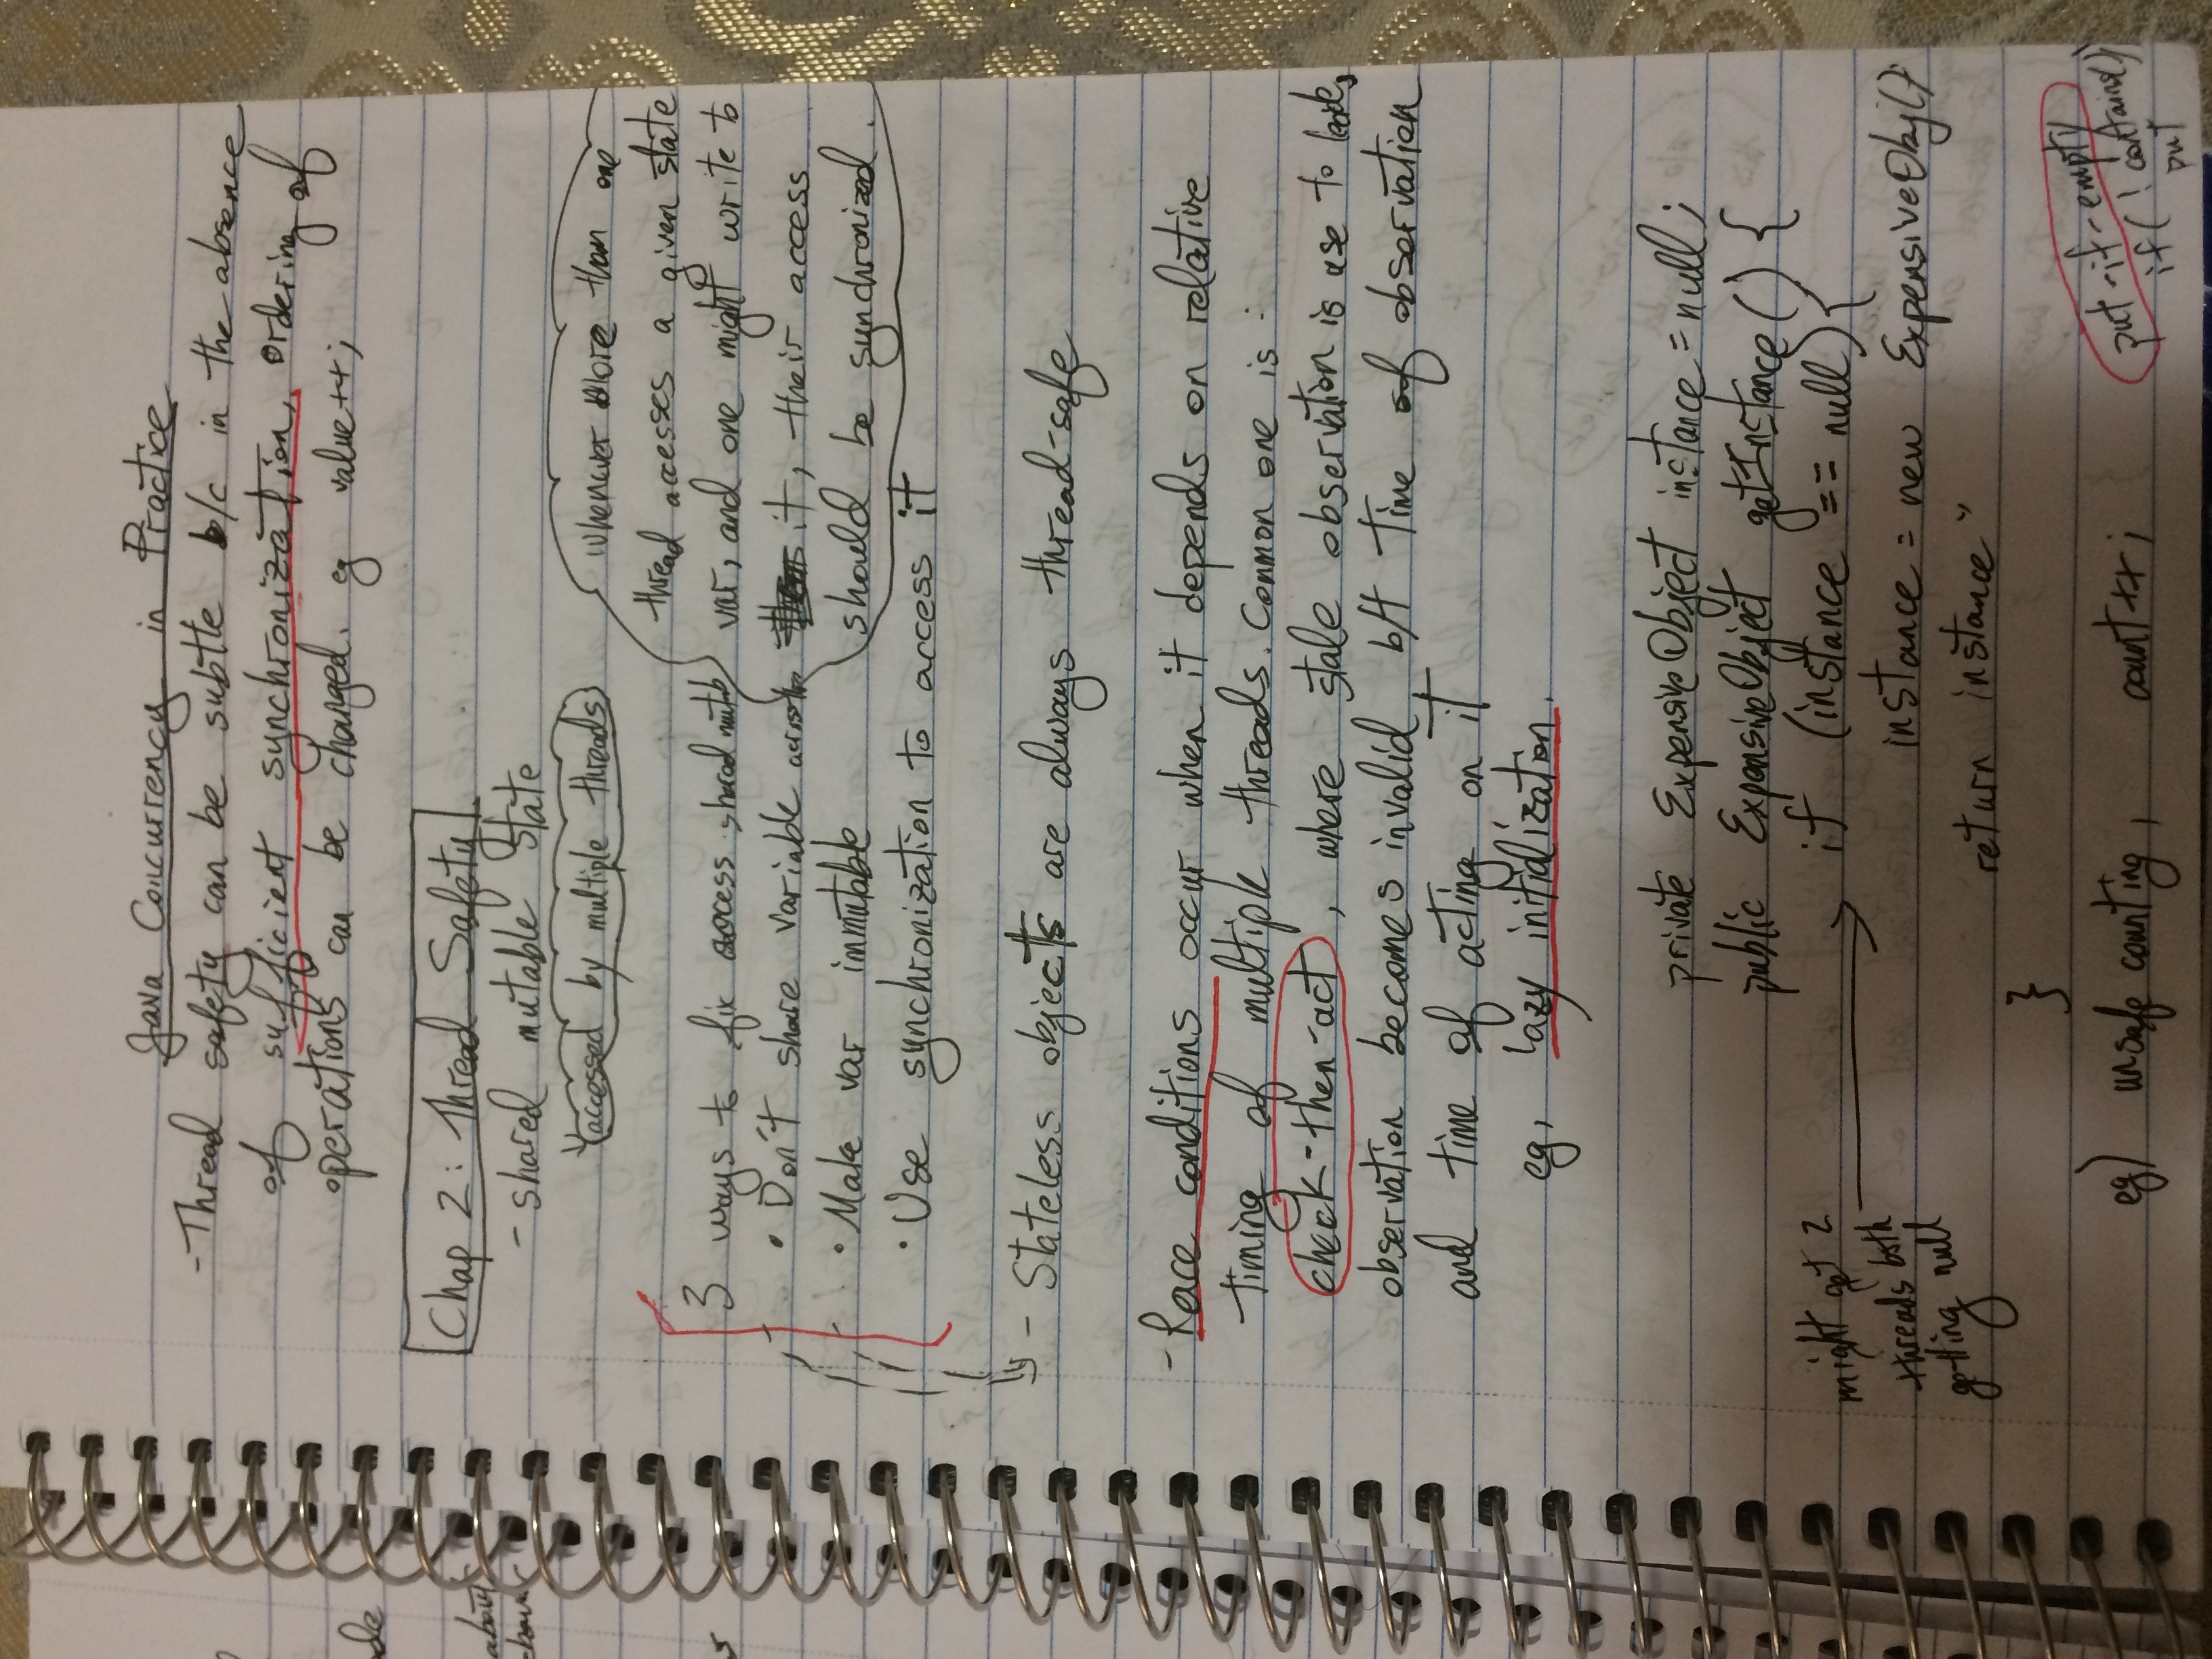 Java Concurrency in Practice
- Thread safety can be subtle b/c in the absence
of sufficient synchronization, ordering of
operations can be changed. eg value++;
Chap 2: Thread Safety
- shared mutable state
accessed by multiple threads
whenever more than one
thread accesses a given state
var, and one might write to
it, their access
should be synchronized.
3 ways to fix access shared mutb
• Don't share variable across
• Make var immutable
• Use synchronization to access it
- Stateless objects are always thread-safe
- Race conditions occur when it depends on relative
timing of multiple threads. Common one is :
check-then-act, where stale observation is use to
observation becomes invalid b/t time of observation
and time of acting on it
eg, lazy initialization.
private ExpensiveObject instance = null;
public ExpensiveObject getInstance() {
if (instance == null) {
instance = new ExpensiveObj();
return instance
}
might get 2
threads both
getting null
eg) unsafe counting, count++;
put-if-empty
if(!contains())
put
de
about